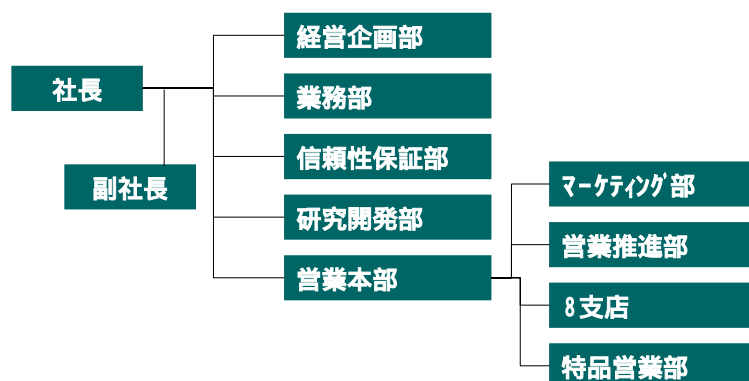 社長
副社長
経営企画部
業務部
信頼性保証部
研究開発部
営業本部
ﾏｰｹﾃｨﾝｸﾞ部
営業推進部
8支店
特品営業部